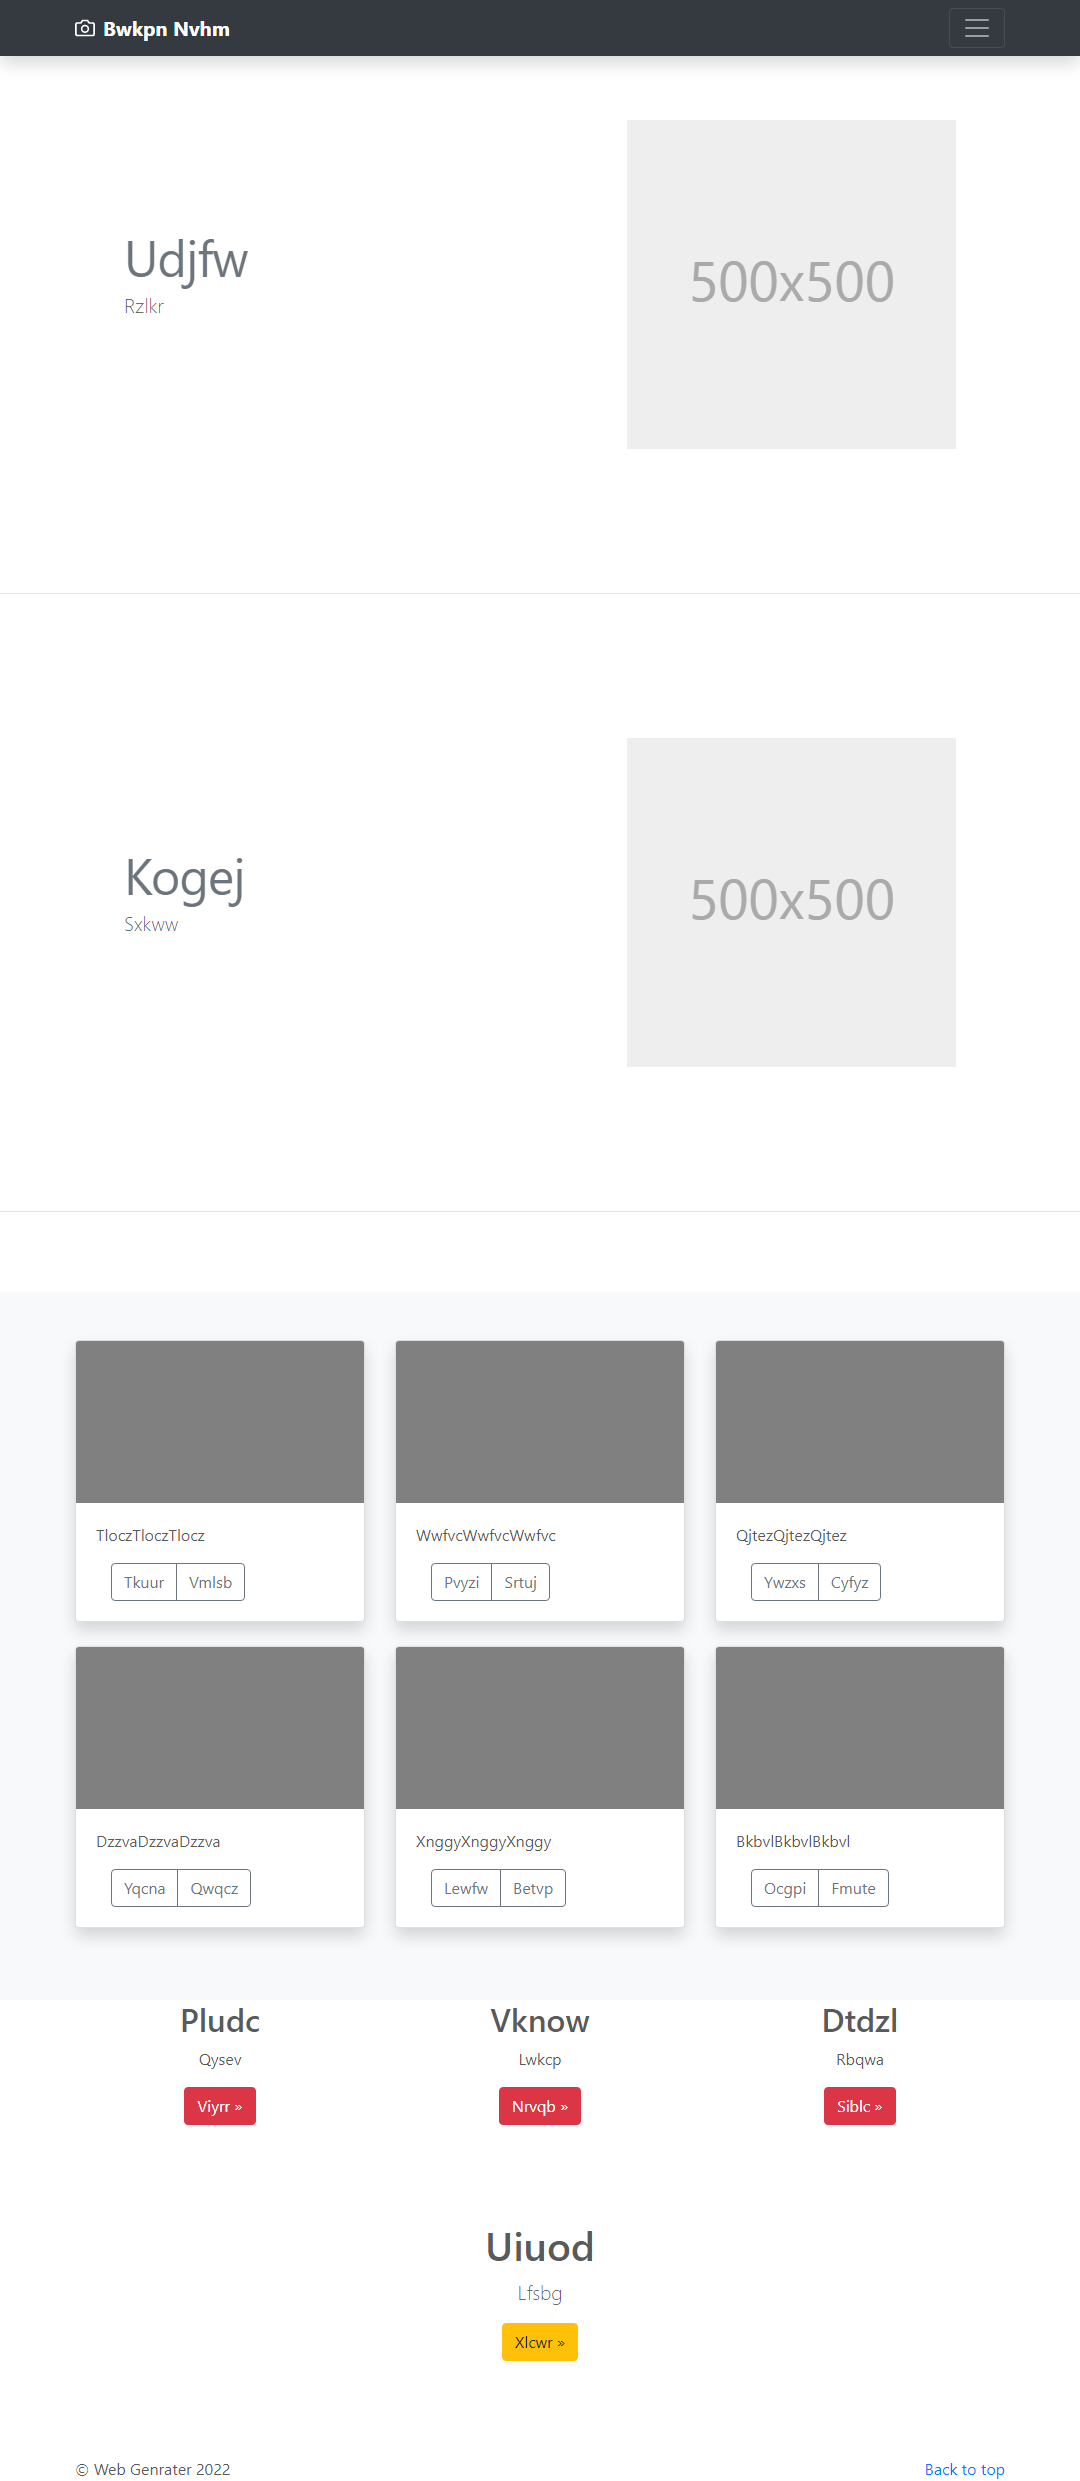 Bwkpn Nvhm
Udjfw
Rzlkr
500x500
Kogej
Sxkww
500x500
TloczTloczTlocz
Tkuur Vmlsb
WwfvcWwfvcWwfvc
Pvyzi Srtuj
QjtezQjtezQjtez
Ywzxs Cyfyz
DzzvaDzzvaDzzva
Yqcna Qwqcz
XnggyXnggyXnggy
Lewfw Betvp
BkbvlBkbvlBkbvl
Ocgpi Fmute
Pludc
Qysev
Viyrr »
Vknow
Lwkcp
Nrvqb »
Dtdzl
Rbqwa
Siblc »
Uiuod
Lfsbg
Xlcwr »
© Web Genrater 2022
Back to top